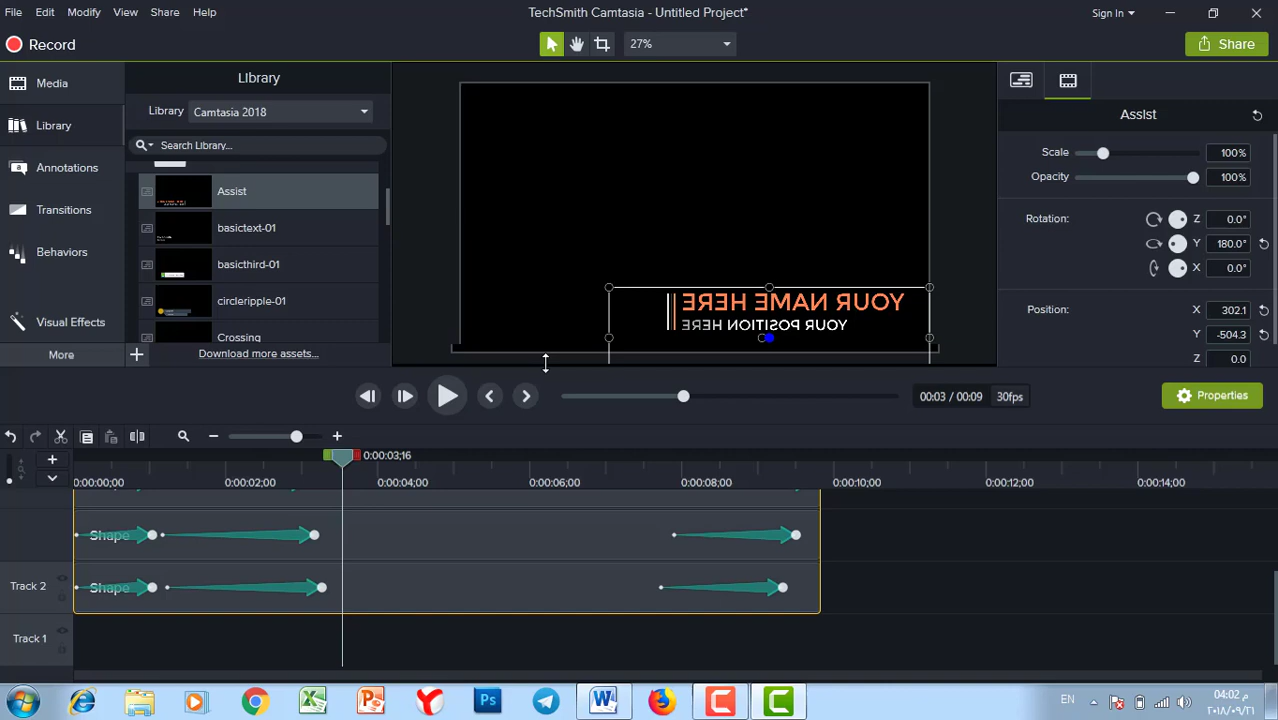 File Edit Modify View Share Help
TechSmith Camtasia - Untitled Project*
Sign In
Record
27%
Share
Media
Library
Annotations
Transitions
Behaviors
Visual Effects
More
Library
Library Camtasia 2018
Search Library...
Assist
basictext-01
basicthird-01
circleripple-01
Crossing
Download more assets...
YOUR NAME HERE
YOUR POSITION HERE
Assist
Scale 100%
Opacity 100%
Rotation: Z 0.0°
Y 180.0°
X 0.0°
Position: X 302.1
Y -504.3
Z 0.0
00:03 / 00:09 30fps
Properties
0:00:03;16
0:00:00;00 0:00:02;00 0:00:04;00 0:00:06;00 0:00:08;00 0:00:10;00 0:00:12;00 0:00:14;00
Shape
Track 2 Shape
Track 1
EN
04:02 م
٢٠١٨/٠٩/٢١